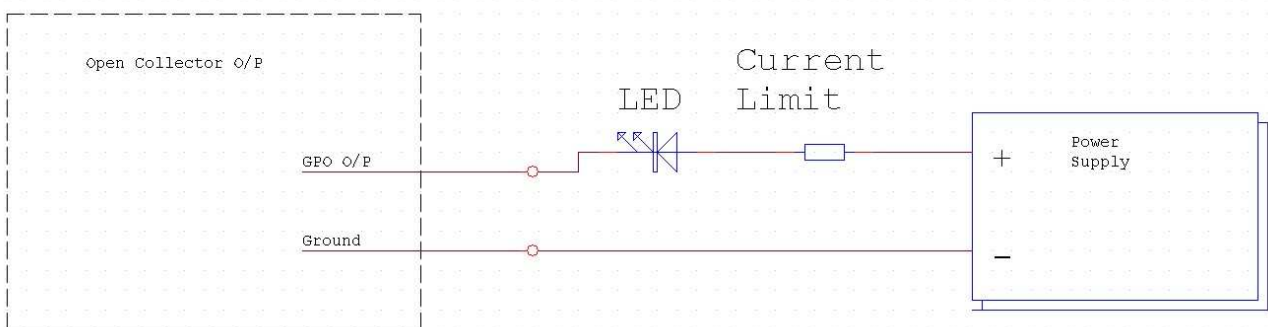 Open Collector O/P
Current
Limit
LED
Power
Supply
+
GPO O/P
Ground
-